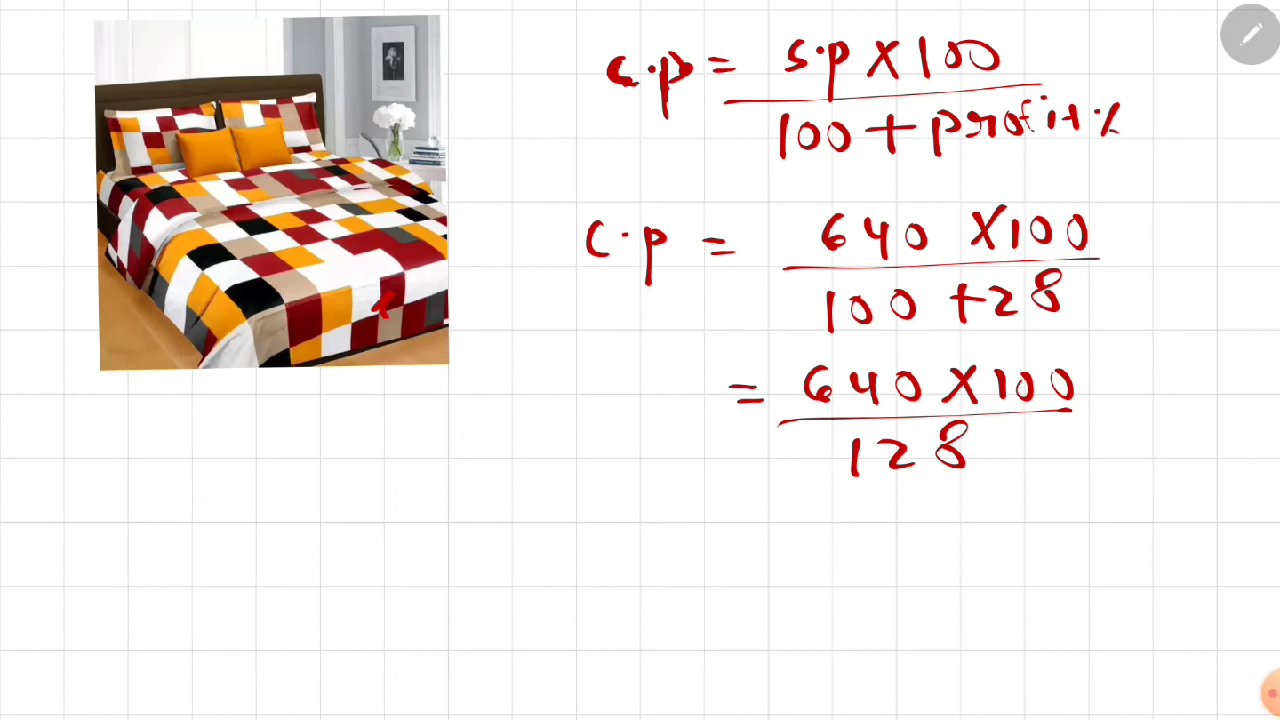 c.p = s.p X 100
100 + profit %
c.p = 640 X 100
100 + 28
= 640 X 100
128